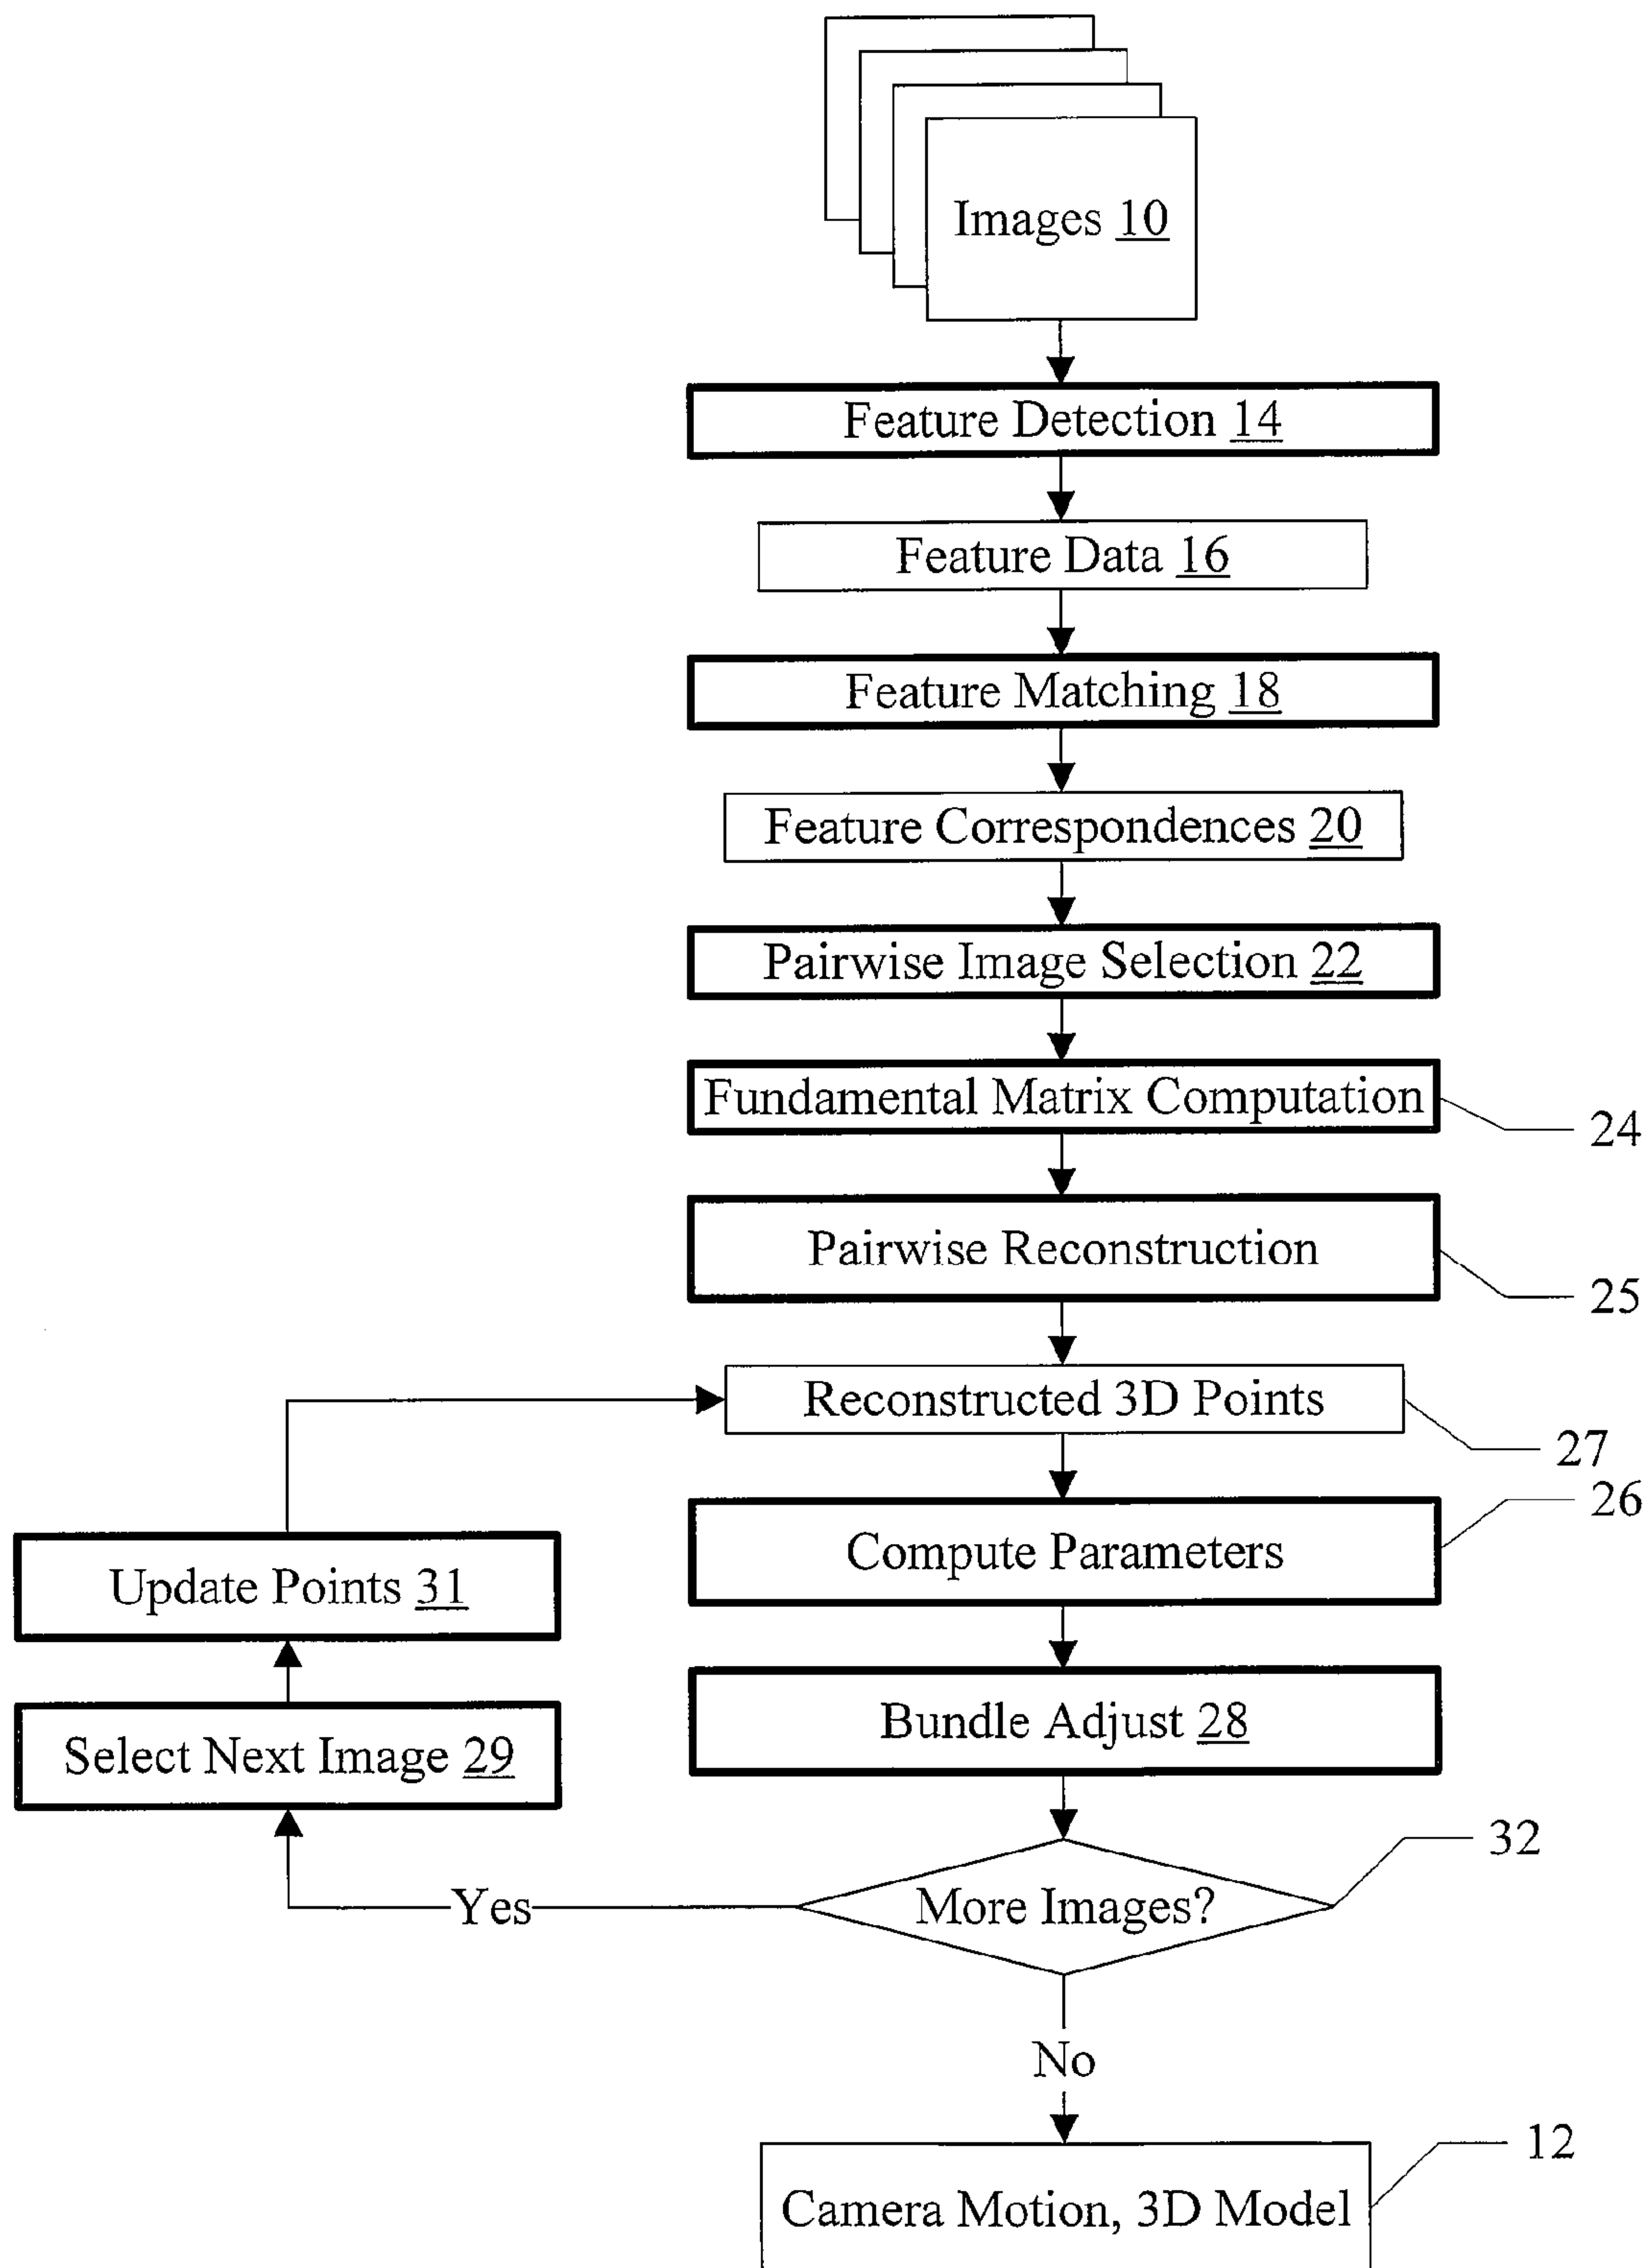 Images 10
Feature Detection 14
Feature Data 16
Feature Matching 18
Feature Correspondences 20
Pairwise Image Selection 22
Fundamental Matrix Computation
24
Pairwise Reconstruction
25
Reconstructed 3D Points
27
26
Compute Parameters
Update Points 31
Bundle Adjust 28
Select Next Image 29
32
More Images?
Yes
No
12
Camera Motion, 3D Model